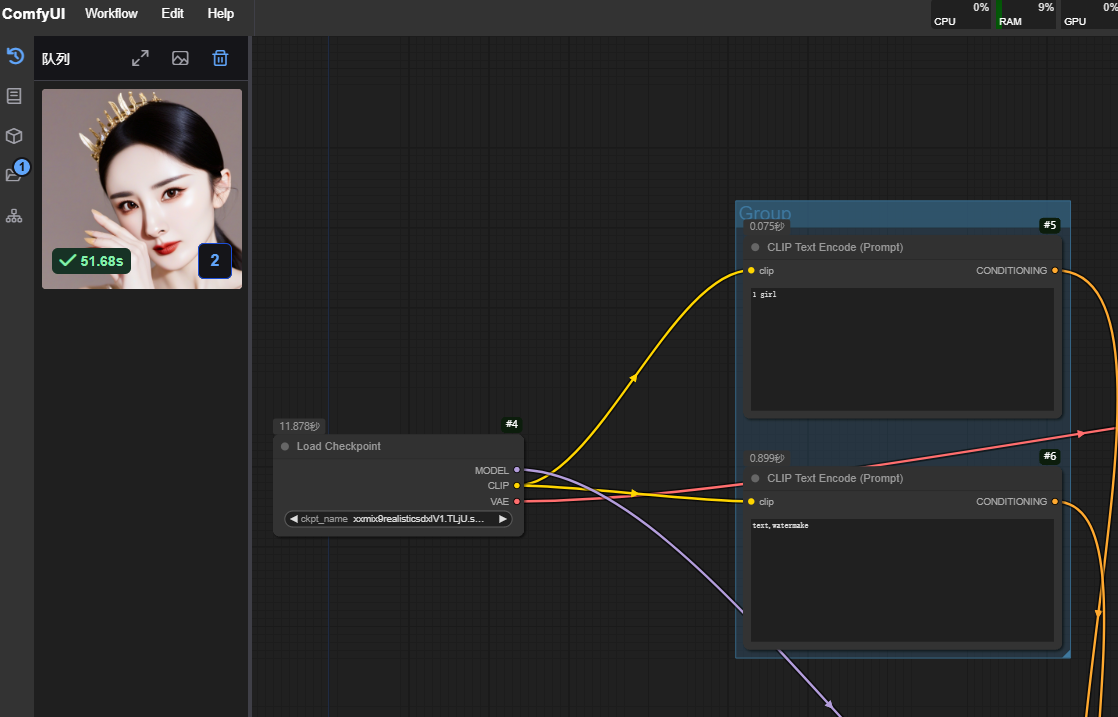 ComfyUI Workflow Edit Help
CPU 0% RAM 9% GPU 0%
队列
1
51.68s
2
Group
0.075秒
#5
CLIP Text Encode (Prompt)
clip CONDITIONING
1 girl
11.878秒
#4
Load Checkpoint
MODEL
CLIP
VAE
ckpt_name xxmix9realisticsdxlV1.TLjU.s...
0.899秒
#6
CLIP Text Encode (Prompt)
clip CONDITIONING
text,watermake